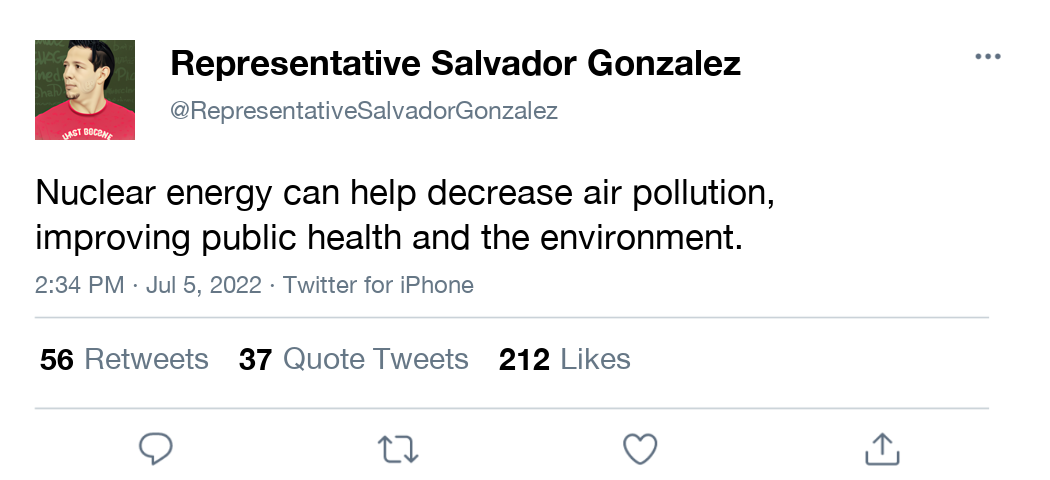 Representative Salvador Gonzalez
@RepresentativeSalvadorGonzalez
Nuclear energy can help decrease air pollution,
improving public health and the environment.
2:34 PM · Jul 5, 2022 · Twitter for iPhone
56 Retweets 37 Quote Tweets 212 Likes